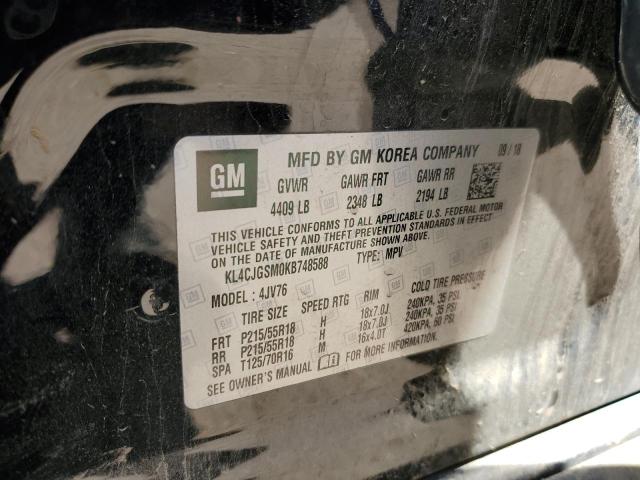 GM MFD BY GM KOREA COMPANY 09 / 18
GVWR GAWR FRT GAWR RR
4409 LB 2348 LB 2194 LB
THIS VEHICLE CONFORMS TO ALL APPLICABLE U.S. FEDERAL MOTOR
VEHICLE SAFETY AND THEFT PREVENTION STANDARDS IN EFFECT
ON THE DATE OF MANUFACTURE SHOWN ABOVE.
KL4CJGSM0KB748588 TYPE: MPV
MODEL : 4JV76
TIRE SIZE SPEED RTG RIM COLD TIRE PRESSURE
FRT P215/55R18 H 18x7.0J 240KPA, 35 PSI
RR P215/55R18 H 18x7.0J 240KPA, 35 PSI
SPA T125/70R16 M 16x4.0T 420KPA, 60 PSI
SEE OWNER'S MANUAL FOR MORE INFORMATION.